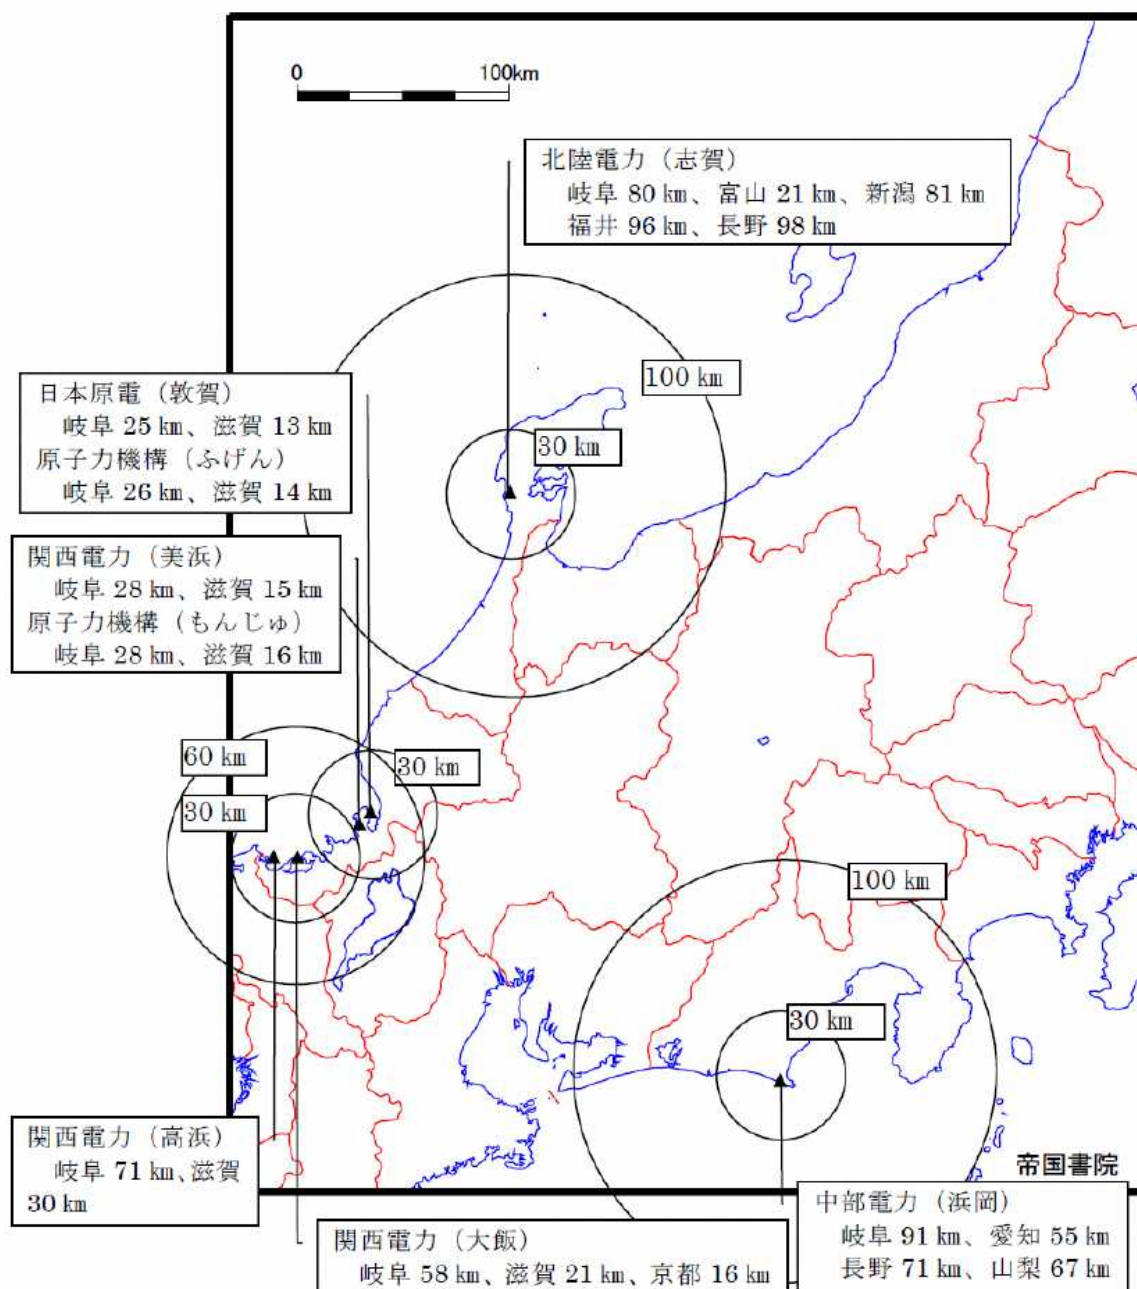 0 100km
北陸電力（志賀）
岐阜 80 km、富山 21 km、新潟 81 km
福井 96 km、長野 98 km
100 km
30 km
日本原電（敦賀）
岐阜 25 km、滋賀 13 km
原子力機構（ふげん）
岐阜 26 km、滋賀 14 km
関西電力（美浜）
岐阜 28 km、滋賀 15 km
原子力機構（もんじゅ）
岐阜 28 km、滋賀 16 km
60 km
30 km
30 km
100 km
30 km
関西電力（高浜）
岐阜 71 km、滋賀
30 km
帝国書院
関西電力（大飯）
岐阜 58 km、滋賀 21 km、京都 16 km
中部電力（浜岡）
岐阜 91 km、愛知 55 km
長野 71 km、山梨 67 km